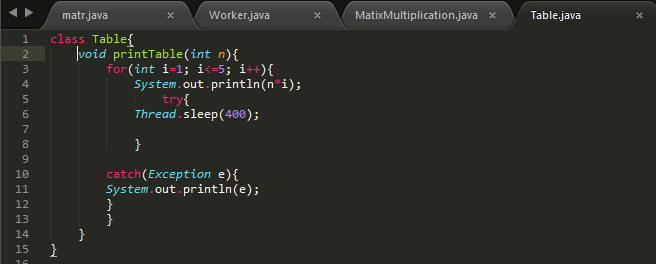 matr.java × Worker.java × MatixMultiplication.java × Table.java ×
1 class Table{
2 void printTable(int n){
3 for(int i=1; i<=5; i++){
4 System.out.println(n*i);
5 try{
6 Thread.sleep(400);
7
8 }
9
10 catch(Exception e){
11 System.out.println(e);
12 }
13 }
14 }
15 }
16